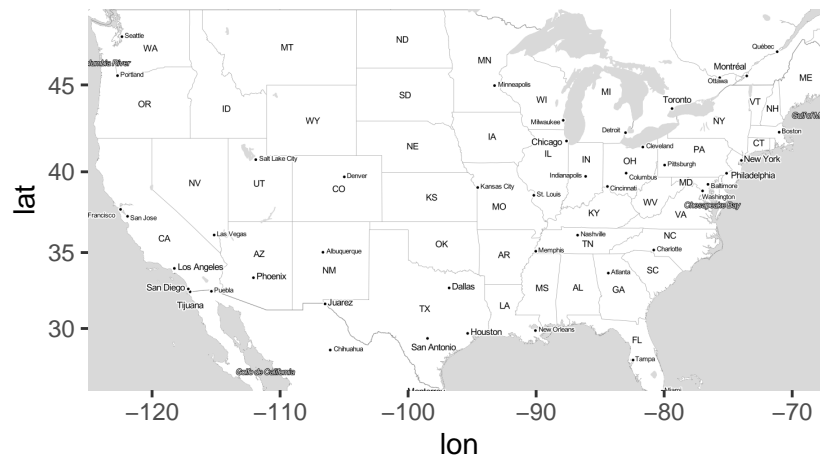 Québec
Seattle
WA
MT
ND
MN
Montréal
Ottawa
ME
Portland
OR
ID
SD
Minneapolis
WI
MI
Toronto
VT
NH
WY
Milwaukee
Detroit
NY
Boston
IA
Chicago
Cleveland
CT
Salt Lake City
NE
IL
IN
OH
PA
New York
NV
UT
Denver
CO
Kansas City
Indianapolis
Columbus
Pittsburgh
Philadelphia
KS
MO
St. Louis
Cincinnati
MD
Baltimore
Washington
WV
Chesapeake Bay
Francisco
San Jose
KY
VA
CA
Las Vegas
Nashville
TN
NC
AZ
Albuquerque
OK
AR
Memphis
Charlotte
Los Angeles
Phoenix
NM
Atlanta
SC
San Diego
Puebla
Dallas
MS
AL
GA
Tijuana
Juarez
TX
LA
Houston
New Orleans
San Antonio
FL
Chihuahua
Tampa
Golfo de California
Monterrey
Miami
45
40
35
30
lat
−120
−110
−100
−90
−80
−70
lon